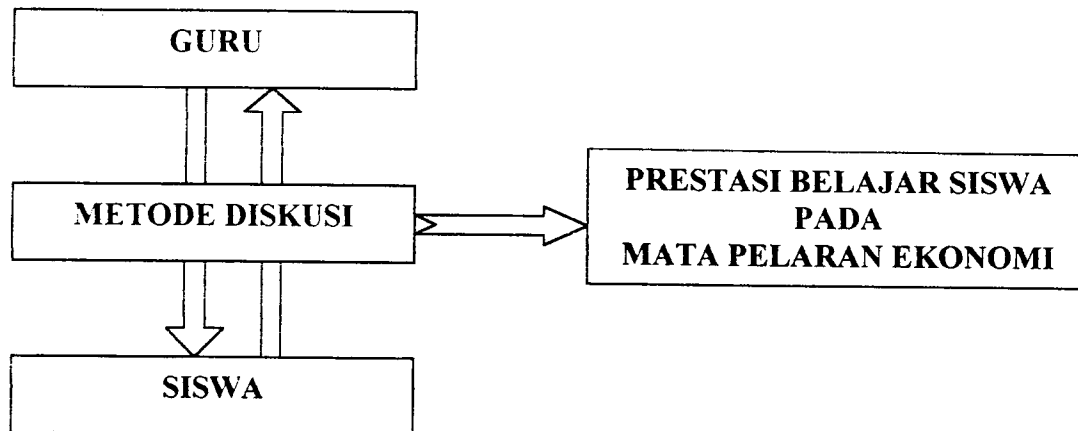 GURU
METODE DISKUSI
SISWA
PRESTASI BELAJAR SISWA
PADA
MATA PELARAN EKONOMI